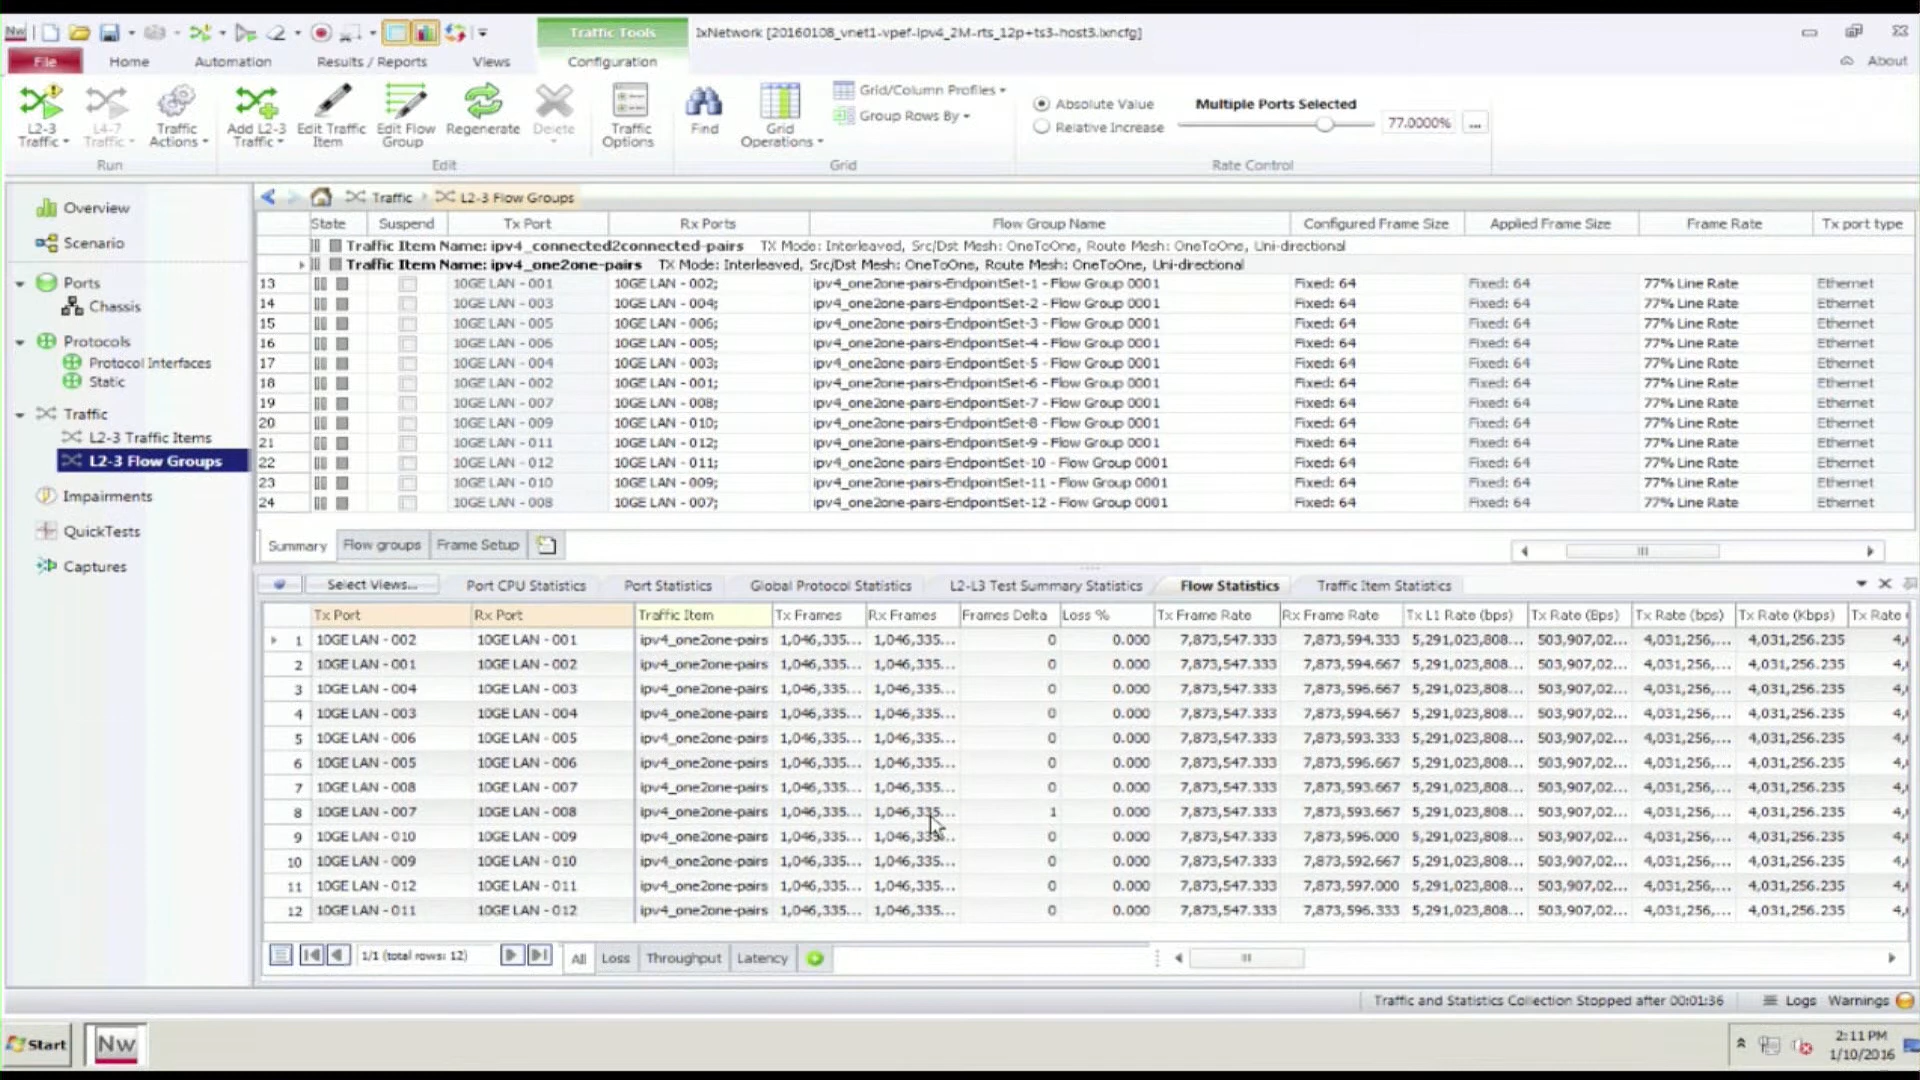 Nw Traffic Tools IxNetwork [20160108_vnet1-vpef-ipv4_2M-rts_12p+ts3-host3.ixncfg]
File Home Automation Results / Reports Views Configuration About
L2-3 Traffic L4-7 Traffic Traffic Actions Add L2-3 Traffic Edit Traffic Item Edit Flow Group Regenerate Delete Traffic Options Find Grid Operations
Grid/Column Profiles
Group Rows By
Absolute Value
Relative Increase
Multiple Ports Selected
77.0000% ...
Run Edit Grid Rate Control
Overview
Scenario
Ports
Chassis
Protocols
Protocol Interfaces
Static
Traffic
L2-3 Traffic Items
L2-3 Flow Groups
Impairments
QuickTests
Captures
Traffic L2-3 Flow Groups
State Suspend Tx Port Rx Ports Flow Group Name Configured Frame Size Applied Frame Size Frame Rate Tx port type
Traffic Item Name: ipv4_connected2connected-pairs TX Mode: Interleaved, Src/Dst Mesh: OneToOne, Route Mesh: OneToOne, Uni-directional
Traffic Item Name: ipv4_one2one-pairs TX Mode: Interleaved, Src/Dst Mesh: OneToOne, Route Mesh: OneToOne, Uni-directional
13 10GE LAN - 001 10GE LAN - 002; ipv4_one2one-pairs-EndpointSet-1 - Flow Group 0001 Fixed: 64 Fixed: 64 77% Line Rate Ethernet
14 10GE LAN - 003 10GE LAN - 004; ipv4_one2one-pairs-EndpointSet-2 - Flow Group 0001 Fixed: 64 Fixed: 64 77% Line Rate Ethernet
15 10GE LAN - 005 10GE LAN - 006; ipv4_one2one-pairs-EndpointSet-3 - Flow Group 0001 Fixed: 64 Fixed: 64 77% Line Rate Ethernet
16 10GE LAN - 006 10GE LAN - 005; ipv4_one2one-pairs-EndpointSet-4 - Flow Group 0001 Fixed: 64 Fixed: 64 77% Line Rate Ethernet
17 10GE LAN - 004 10GE LAN - 003; ipv4_one2one-pairs-EndpointSet-5 - Flow Group 0001 Fixed: 64 Fixed: 64 77% Line Rate Ethernet
18 10GE LAN - 002 10GE LAN - 001; ipv4_one2one-pairs-EndpointSet-6 - Flow Group 0001 Fixed: 64 Fixed: 64 77% Line Rate Ethernet
19 10GE LAN - 007 10GE LAN - 008; ipv4_one2one-pairs-EndpointSet-7 - Flow Group 0001 Fixed: 64 Fixed: 64 77% Line Rate Ethernet
20 10GE LAN - 009 10GE LAN - 010; ipv4_one2one-pairs-EndpointSet-8 - Flow Group 0001 Fixed: 64 Fixed: 64 77% Line Rate Ethernet
21 10GE LAN - 011 10GE LAN - 012; ipv4_one2one-pairs-EndpointSet-9 - Flow Group 0001 Fixed: 64 Fixed: 64 77% Line Rate Ethernet
22 10GE LAN - 012 10GE LAN - 011; ipv4_one2one-pairs-EndpointSet-10 - Flow Group 0001 Fixed: 64 Fixed: 64 77% Line Rate Ethernet
23 10GE LAN - 010 10GE LAN - 009; ipv4_one2one-pairs-EndpointSet-11 - Flow Group 0001 Fixed: 64 Fixed: 64 77% Line Rate Ethernet
24 10GE LAN - 008 10GE LAN - 007; ipv4_one2one-pairs-EndpointSet-12 - Flow Group 0001 Fixed: 64 Fixed: 64 77% Line Rate Ethernet
Summary Flow groups Frame Setup
Select Views... Port CPU Statistics Port Statistics Global Protocol Statistics L2-L3 Test Summary Statistics Flow Statistics Traffic Item Statistics
Tx Port Rx Port Traffic Item Tx Frames Rx Frames Frames Delta Loss % Tx Frame Rate Rx Frame Rate Tx L1 Rate (bps) Tx Rate (Bps) Tx Rate (bps) Tx Rate (Kbps) Tx Rate
1 10GE LAN - 002 10GE LAN - 001 ipv4_one2one-pairs 1,046,335... 1,046,335... 0 0.000 7,873,547.333 7,873,594.333 5,291,023,808... 503,907,02... 4,031,256,... 4,031,256.235 4,
2 10GE LAN - 001 10GE LAN - 002 ipv4_one2one-pairs 1,046,335... 1,046,335... 0 0.000 7,873,547.333 7,873,594.667 5,291,023,808... 503,907,02... 4,031,256,... 4,031,256.235 4,
3 10GE LAN - 004 10GE LAN - 003 ipv4_one2one-pairs 1,046,335... 1,046,335... 0 0.000 7,873,547.333 7,873,596.667 5,291,023,808... 503,907,02... 4,031,256,... 4,031,256.235 4,
4 10GE LAN - 003 10GE LAN - 004 ipv4_one2one-pairs 1,046,335... 1,046,335... 0 0.000 7,873,547.333 7,873,594.667 5,291,023,808... 503,907,02... 4,031,256,... 4,031,256.235 4,
5 10GE LAN - 006 10GE LAN - 005 ipv4_one2one-pairs 1,046,335... 1,046,335... 0 0.000 7,873,547.333 7,873,593.333 5,291,023,808... 503,907,02... 4,031,256,... 4,031,256.235 4,
6 10GE LAN - 005 10GE LAN - 006 ipv4_one2one-pairs 1,046,335... 1,046,335... 0 0.000 7,873,547.333 7,873,592.667 5,291,023,808... 503,907,02... 4,031,256,... 4,031,256.235 4,
7 10GE LAN - 008 10GE LAN - 007 ipv4_one2one-pairs 1,046,335... 1,046,335... 0 0.000 7,873,547.333 7,873,593.667 5,291,023,808... 503,907,02... 4,031,256,... 4,031,256.235 4,
8 10GE LAN - 007 10GE LAN - 008 ipv4_one2one-pairs 1,046,335... 1,046,335... 1 0.000 7,873,547.333 7,873,593.667 5,291,023,808... 503,907,02... 4,031,256,... 4,031,256.235 4,
9 10GE LAN - 010 10GE LAN - 009 ipv4_one2one-pairs 1,046,335... 1,046,335... 0 0.000 7,873,547.333 7,873,596.000 5,291,023,808... 503,907,02... 4,031,256,... 4,031,256.235 4,
10 10GE LAN - 009 10GE LAN - 010 ipv4_one2one-pairs 1,046,335... 1,046,335... 0 0.000 7,873,547.333 7,873,592.667 5,291,023,808... 503,907,02... 4,031,256,... 4,031,256.235 4,
11 10GE LAN - 012 10GE LAN - 011 ipv4_one2one-pairs 1,046,335... 1,046,335... 0 0.000 7,873,547.333 7,873,597.000 5,291,023,808... 503,907,02... 4,031,256,... 4,031,256.235 4,
12 10GE LAN - 011 10GE LAN - 012 ipv4_one2one-pairs 1,046,335... 1,046,335... 0 0.000 7,873,547.333 7,873,596.333 5,291,023,808... 503,907,02... 4,031,256,... 4,031,256.235 4,
1/1 (total rows: 12) All Loss Throughput Latency
Traffic and Statistics Collection Stopped after 00:01:36 Logs Warnings
Start Nw 2:11 PM
1/10/2016